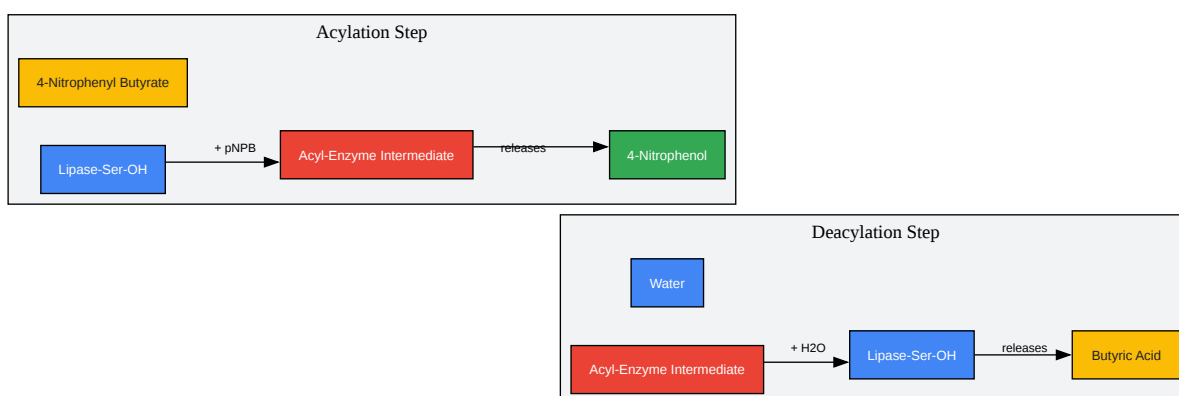 Acylation Step
4-Nitrophenyl Butyrate
Lipase-Ser-OH
+ pNPB
Acyl-Enzyme Intermediate
releases
4-Nitrophenol
Deacylation Step
Water
Acyl-Enzyme Intermediate
+ H2O
Lipase-Ser-OH
releases
Butyric Acid